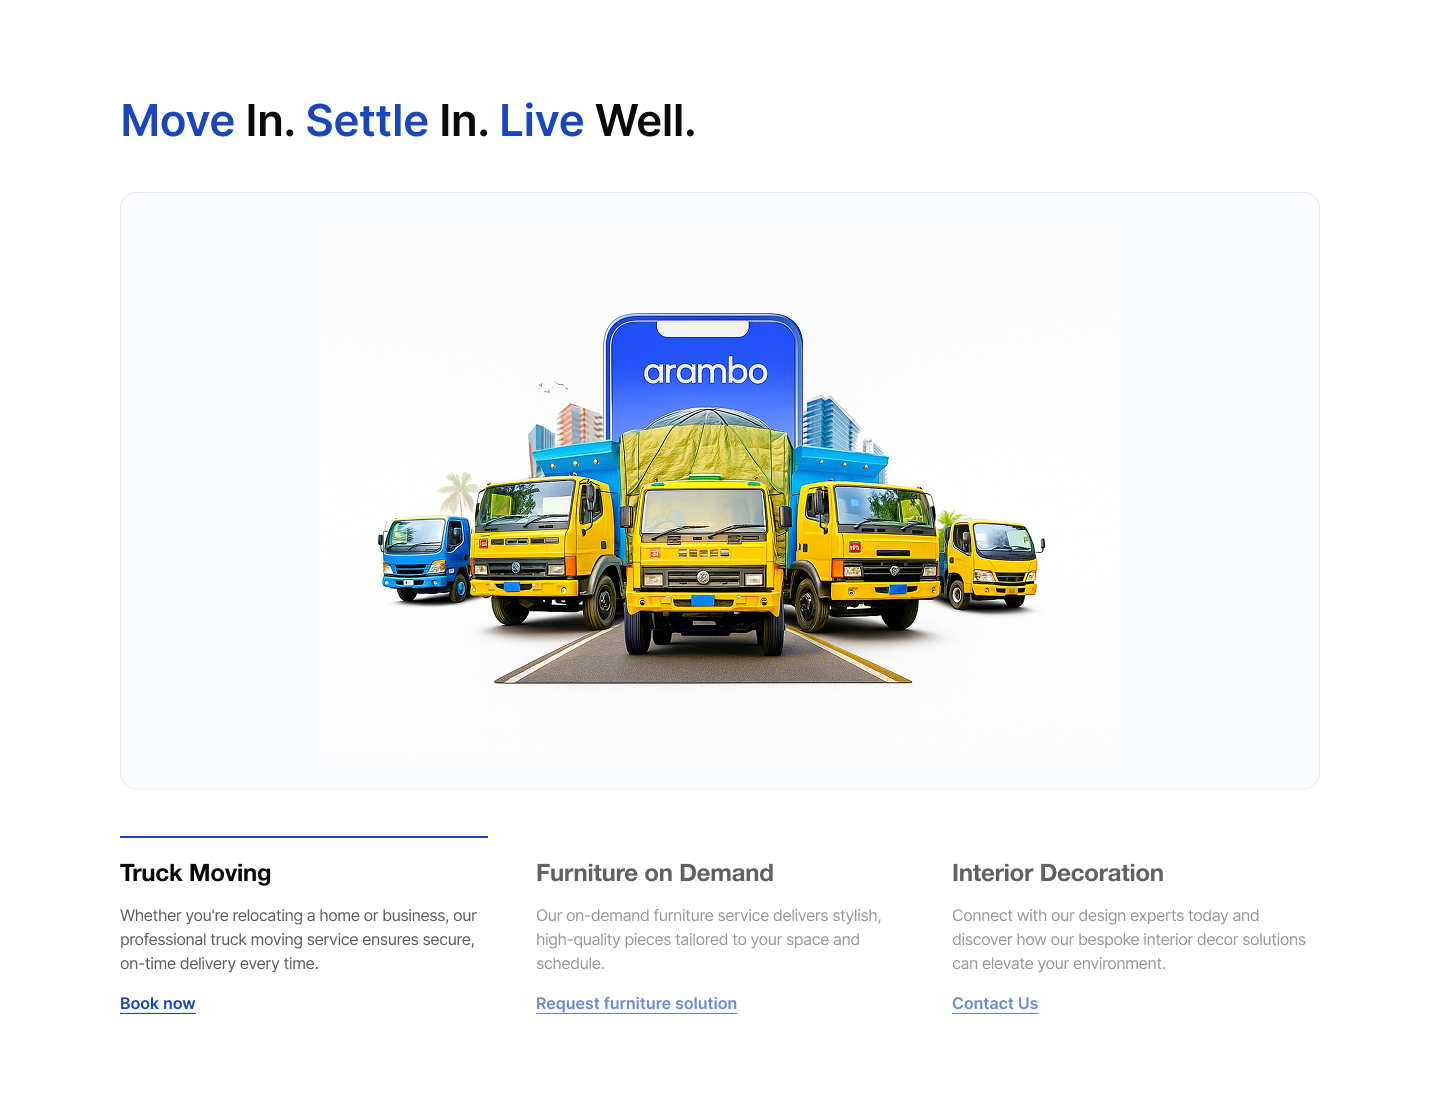 Move In. Settle In. Live Well.
arambo
Truck Moving
Whether you're relocating a home or business, our
professional truck moving service ensures secure,
on-time delivery every time.
Book now
Furniture on Demand
Our on-demand furniture service delivers stylish,
high-quality pieces tailored to your space and
schedule.
Request furniture solution
Interior Decoration
Connect with our design experts today and
discover how our bespoke interior decor solutions
can elevate your environment.
Contact Us